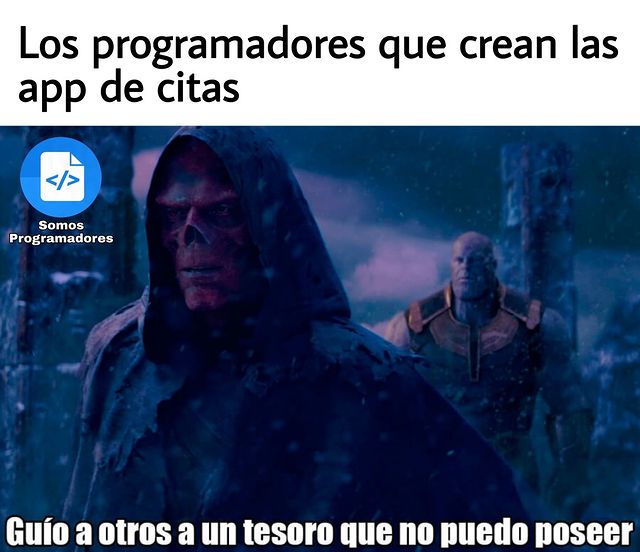 Los programadores que crean las
app de citas
</>
Somos
Programadores
Guío a otros a un tesoro que no puedo poseer